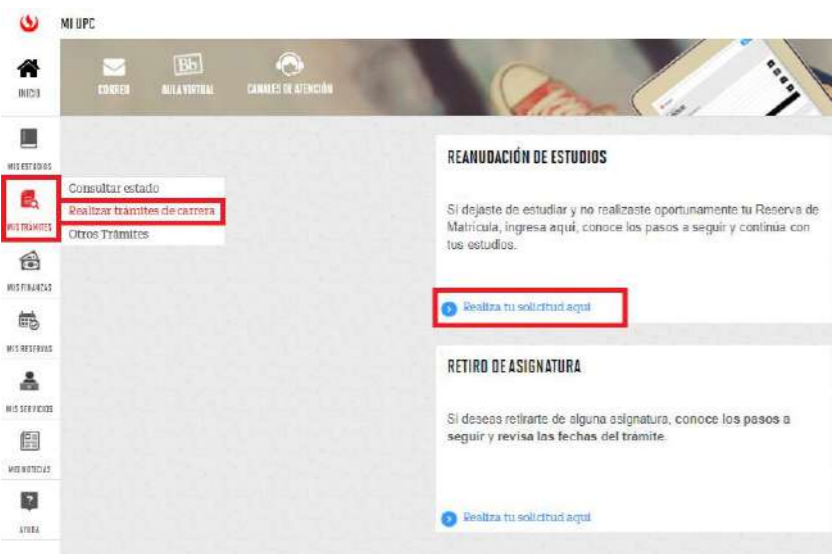 MI UPC
INICIO
CORREO
AULA VIRTUAL
CANALES DE ATENCIÓN
Bb
MIS ESTUDIOS
MIS TRÁMITES
Consultar estado
Realizar trámites de carrera
Otros Trámites
MIS FINANZAS
MIS RESERVAS
MIS SERVICIOS
MIS NOTICIAS
AYUDA
REANUDACIÓN DE ESTUDIOS
Si dejaste de estudiar y no realizaste oportunamente tu Reserva de
Matrícula, ingresa aquí, conoce los pasos a seguir y continúa con
tus estudios.
Realiza tu solicitud aquí
RETIRO DE ASIGNATURA
Si deseas retirarte de alguna asignatura, conoce los pasos a
seguir y revisa las fechas del trámite.
Realiza tu solicitud aquí